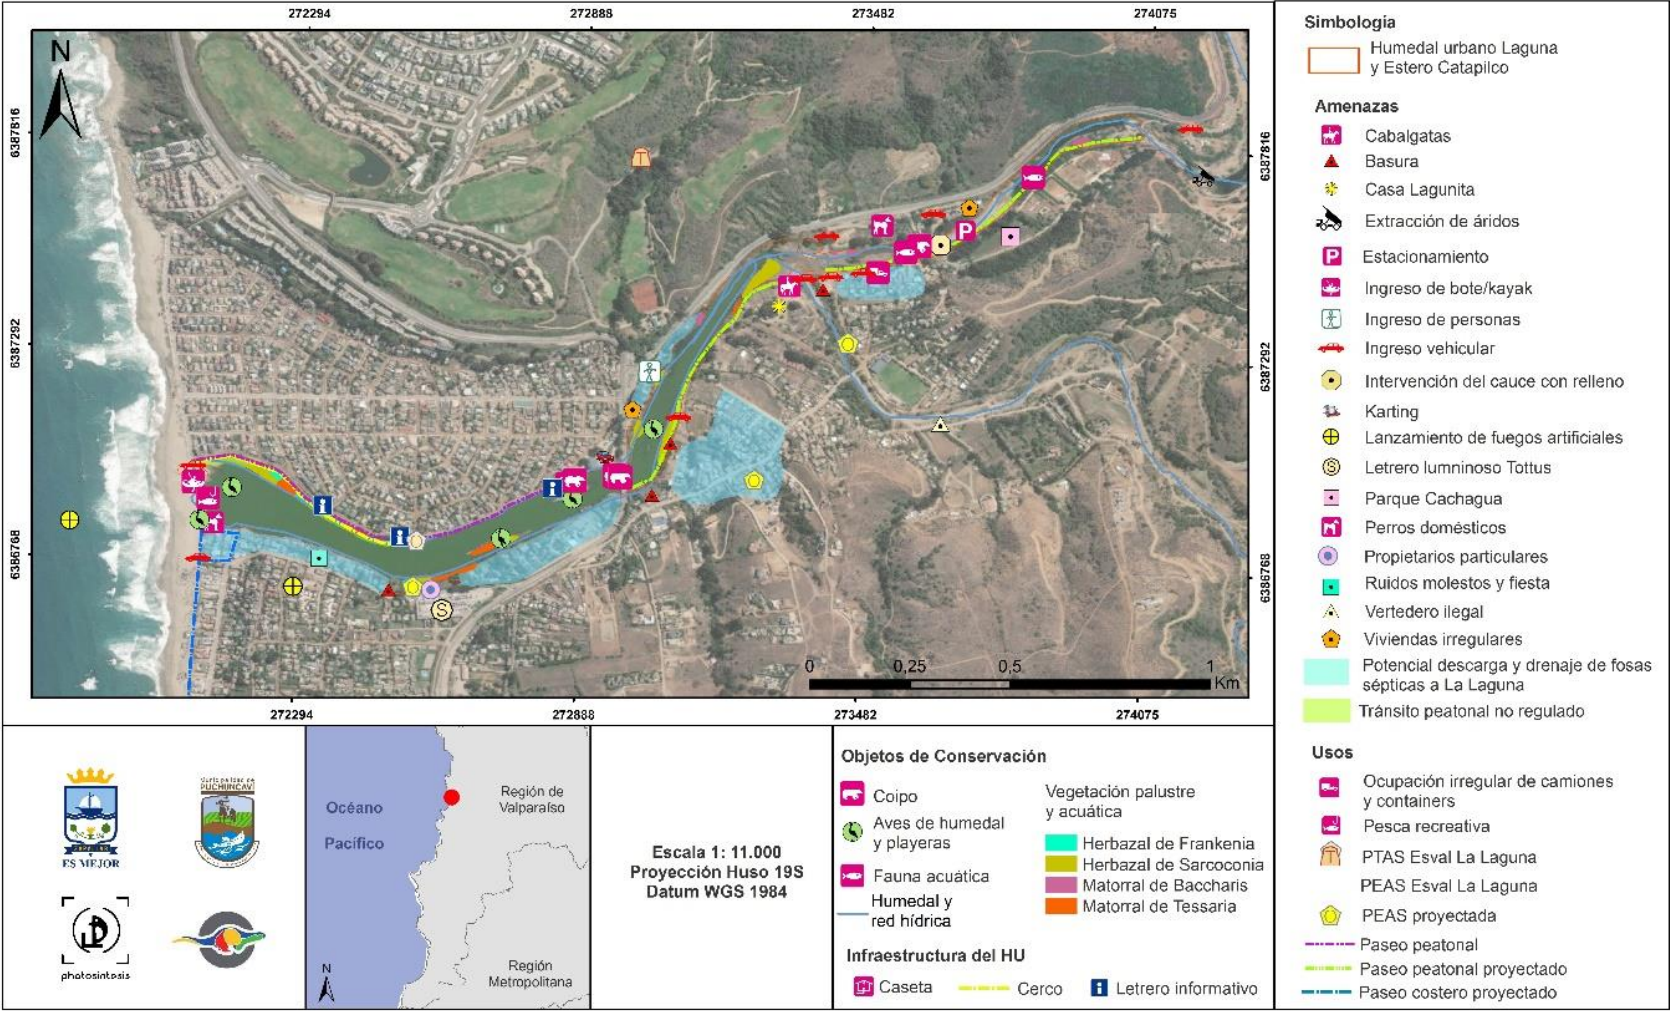 272294
272888
273482
274075
N
6387816
6387292
6386768
6387816
6387292
6386768
P
S
0
0,25
0,5
1
Km
272294
272888
273482
274075
Simbología
Humedal urbano Laguna
y Estero Catapilco
Amenazas
Cabalgatas
Basura
Casa Lagunita
Extracción de áridos
P Estacionamiento
Ingreso de bote/kayak
Ingreso de personas
Ingreso vehicular
Intervención del cauce con relleno
Karting
Lanzamiento de fuegos artificiales
S Letrero lumninoso Tottus
Parque Cachagua
Perros domésticos
Propietarios particulares
Ruidos molestos y fiesta
Vertedero ilegal
Viviendas irregulares
Potencial descarga y drenaje de fosas
sépticas a La Laguna
Tránsito peatonal no regulado
Usos
Ocupación irregular de camiones
y containers
Pesca recreativa
PTAS Esval La Laguna
PEAS Esval La Laguna
PEAS proyectada
Paseo peatonal
Paseo peatonal proyectado
Paseo costero proyectado
ES MEJOR
PUCHUNCAVI
photosintesis
Océano
Pacífico
Región de
Valparaíso
Región
Metropolitana
N
Escala 1: 11.000
Proyección Huso 19S
Datum WGS 1984
Objetos de Conservación
Coipo
Aves de humedal
y playeras
Fauna acuática
Humedal y
red hídrica
Vegetación palustre
y acuática
Herbazal de Frankenia
Herbazal de Sarcoconia
Matorral de Baccharis
Matorral de Tessaria
Infraestructura del HU
Caseta
Cerco
i Letrero informativo